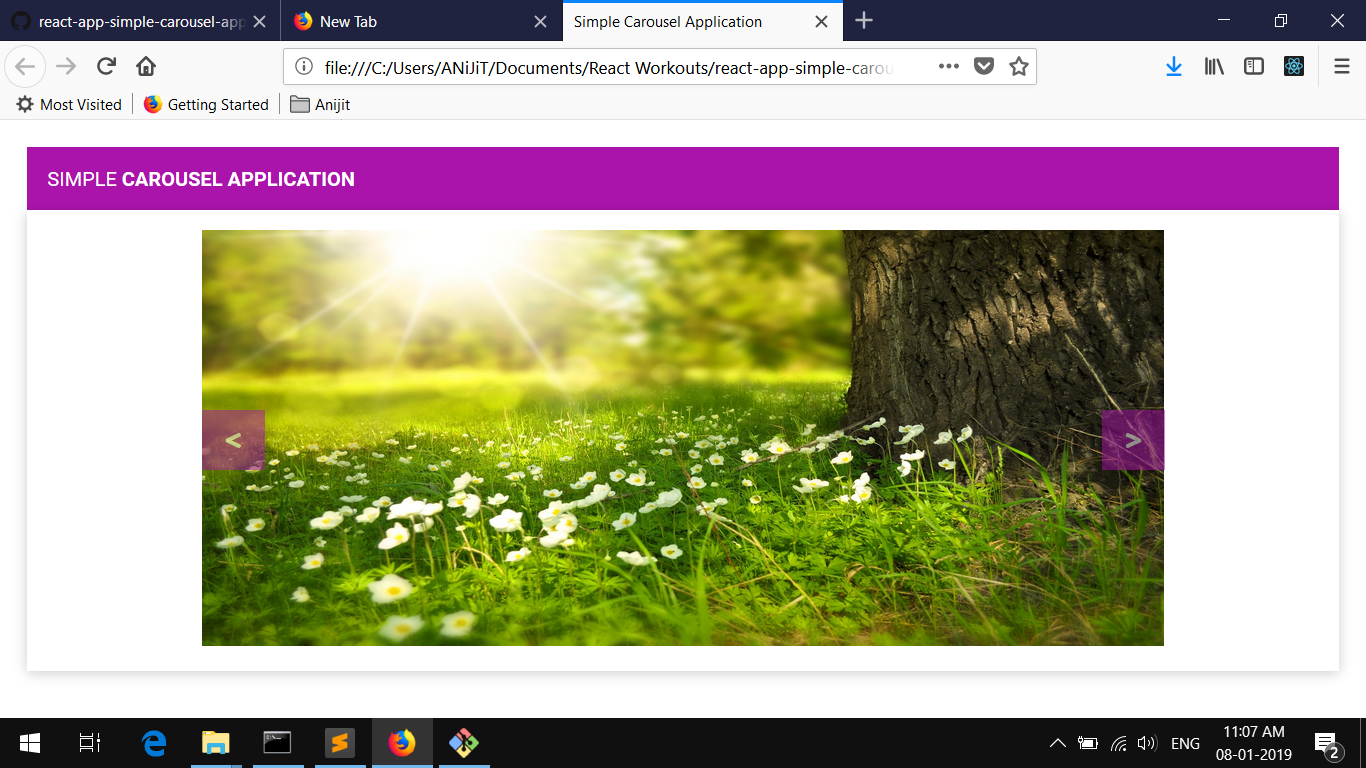 react-app-simple-carousel-app
New Tab
Simple Carousel Application
file:///C:/Users/ANiJiT/Documents/React Workouts/react-app-simple-carou
Most Visited
Getting Started
Anijit
SIMPLE CAROUSEL APPLICATION
<
>
ENG
11:07 AM
08-01-2019
2